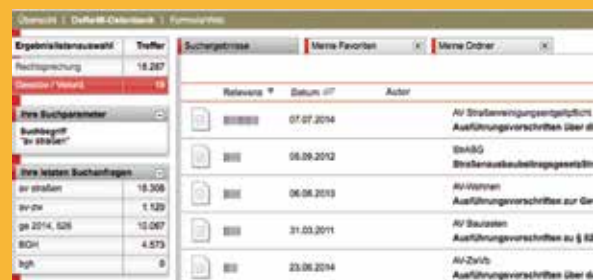 Übersicht | DeReW-Datenbank | Formular/Web
Ergebnislistenauswahl Treffer
Rechtsprechung 18.287
Gesetze / Verord. 19
Ihre Suchparameter
Suchbegriff
"av straßen"
Ihre letzten Suchanfragen
av straßen 18.306
av-zw 1.120
ge 2014, 626 10.067
BGH 4.573
bgh 0
Suchergebnisse Meine Favoriten Meine Ordner
Relevanz Datum Autor
07.07.2014 AV Straßenreinigungsentgeltpflicht
Ausführungsvorschriften über di
05.09.2012 StrABG
Straßenausbaubeitragsgesetz
06.06.2013 AV-Wohnen
Ausführungsvorschriften zur Ge
31.03.2011 AV Baulasten
Ausführungsvorschriften zu §
23.06.2014 AV-ZwVb
Ausführungsvorschriften über d